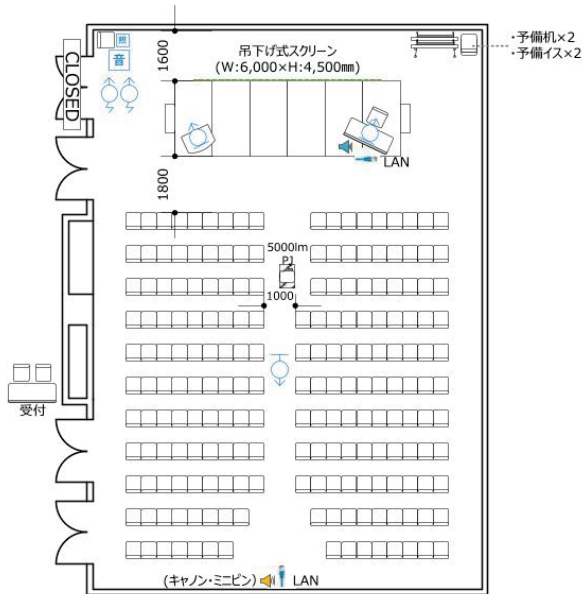 ・予備机×2
・予備イス×2
照
音
CLOSED
1600
吊下げ式スクリーン
(W:6,000×H:4,500㎜)
LAN
1800
5000lm
PJ
1000
受付
(キャノン・ミニピン)
LAN